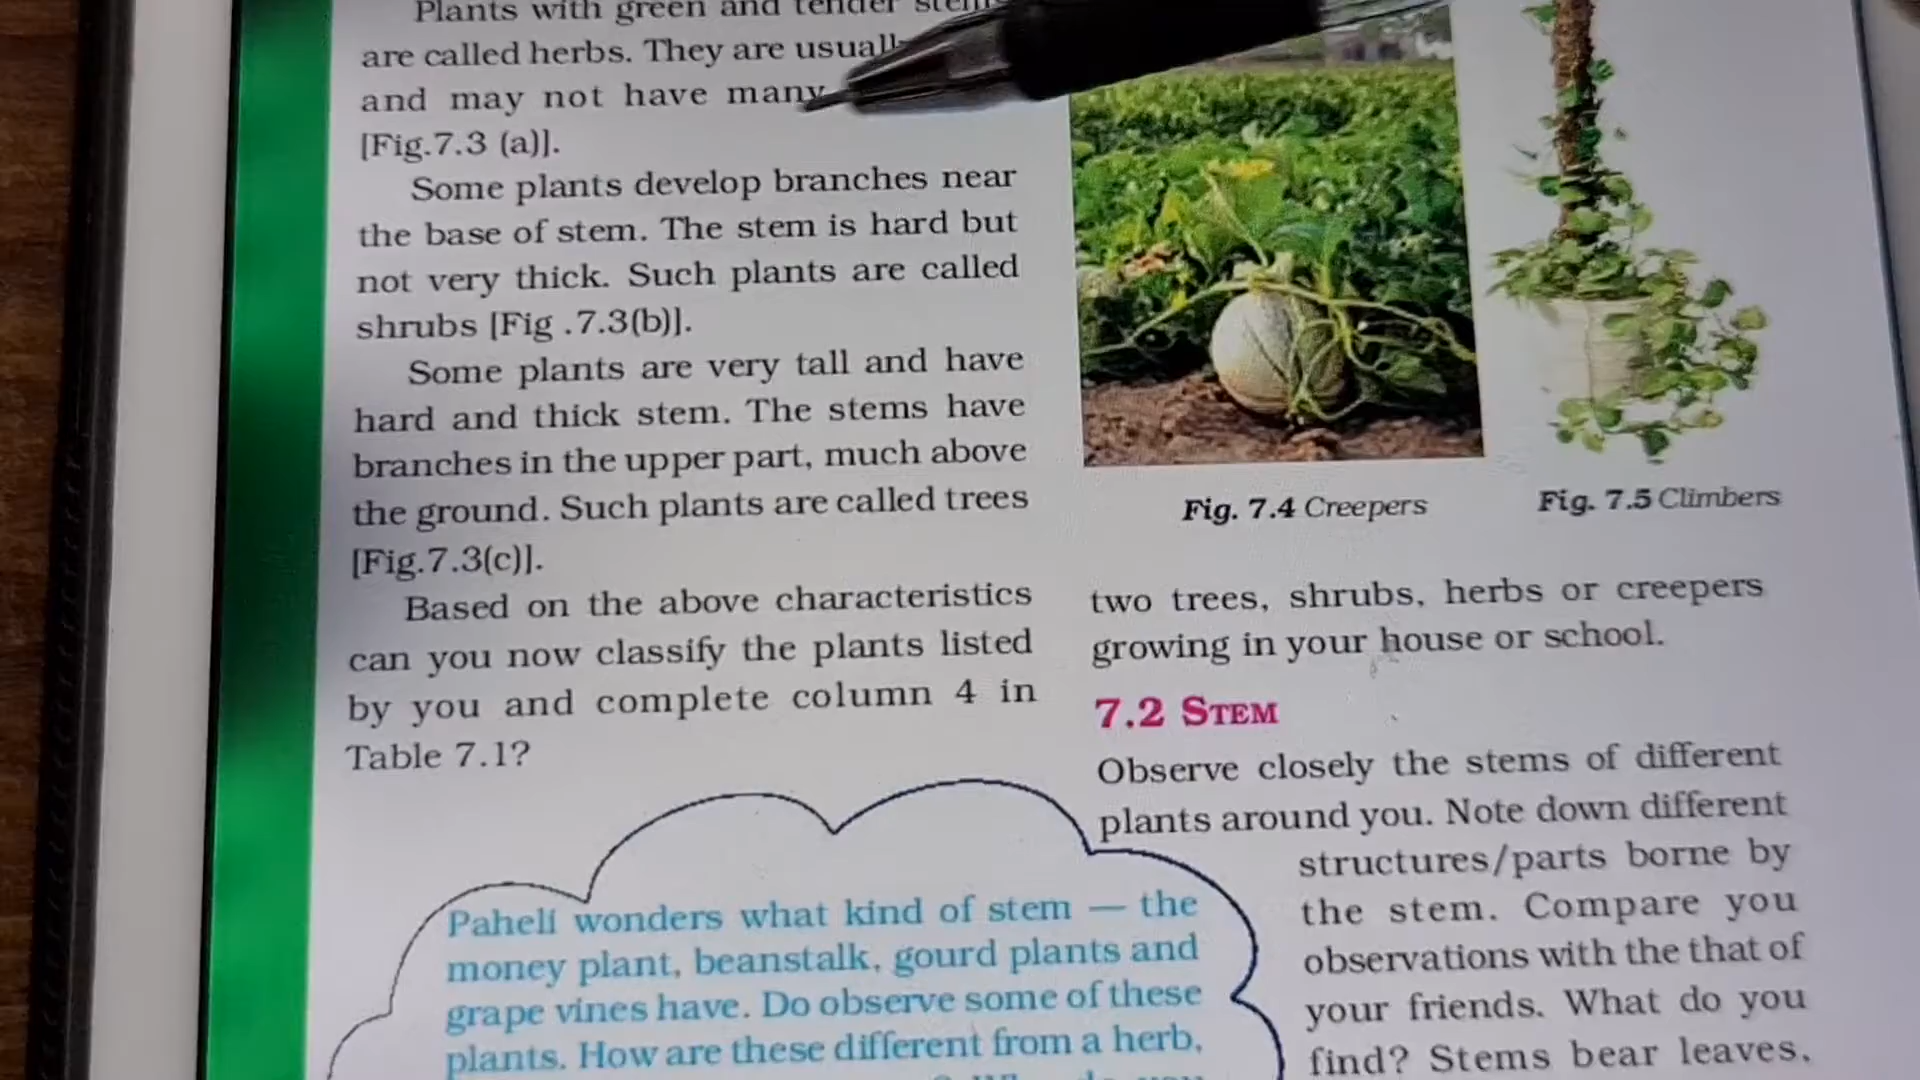 Plants with green and tender
are called herbs. They are
and may not have many
[Fig.7.3 (a)].
Some plants develop branches near
the base of stem. The stem is hard but
not very thick. Such plants are called
shrubs [Fig .7.3(b)].
Some plants are very tall and have
hard and thick stem. The stems have
branches in the upper part, much above
the ground. Such plants are called trees
[Fig.7.3(c)].
Based on the above characteristics
can you now classify the plants listed
by you and complete column 4 in
Table 7.1?
Paheli wonders what kind of stem — the
money plant, beanstalk, gourd plants and
grape vines have. Do observe some of these
plants. How are these different from a herb,
Fig. 7.4 Creepers
Fig. 7.5 Climbers
two trees, shrubs, herbs or creepers
growing in your house or school.
7.2 STEM
Observe closely the stems of different
plants around you. Note down different
structures/parts borne by
the stem. Compare you
observations with the that of
your friends. What do you
find? Stems bear leaves,